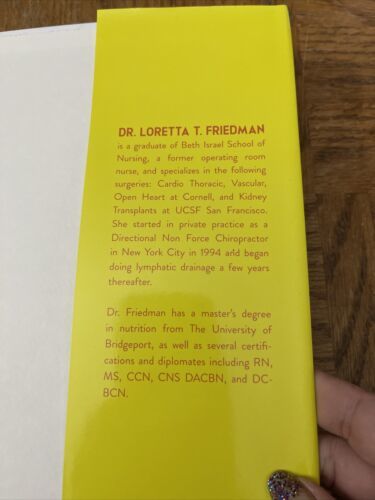 DR. LORETTA T. FRIEDMAN
is a graduate of Beth Israel School of
Nursing, a former operating room
nurse, and specializes in the following
surgeries: Cardio Thoracic, Vascular,
Open Heart at Cornell, and Kidney
Transplants at UCSF San Francisco.
She started in private practice as a
Directional Non Force Chiropractor
in New York City in 1994 and began
doing lymphatic drainage a few years
thereafter.
Dr. Friedman has a master's degree
in nutrition from The University of
Bridgeport, as well as several certifi-
cations and diplomates including RN,
MS, CCN, CNS DACBN, and DC-
BCN.